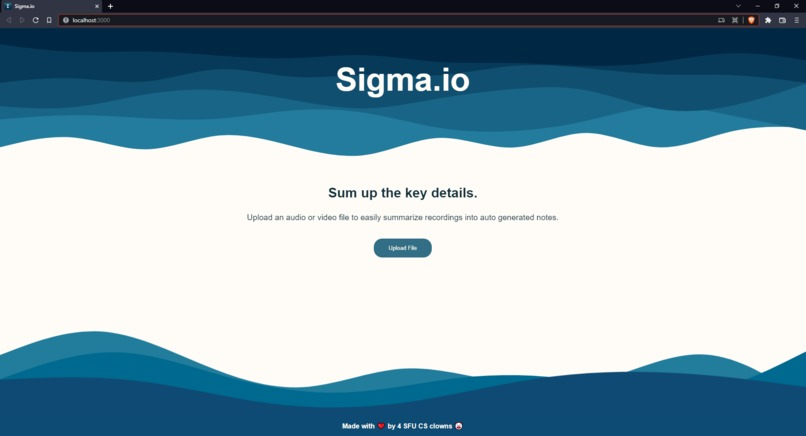 Sigma.io
localhost:3000
Sigma.io
Sum up the key details.
Upload an audio or video file to easily summarize recordings into auto generated notes.
Upload File
Made with ❤️ by 4 SFU CS clowns 🤡